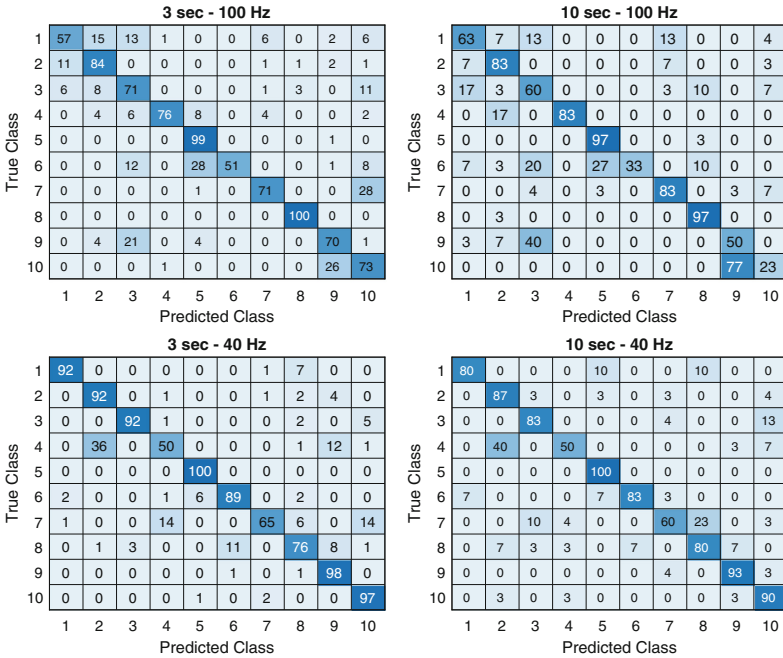 3 sec - 100 Hz
True Class
1 57 15 13 1 0 0 6 0 2 6
2 11 84 0 0 0 0 1 1 2 1
3 6 8 71 0 0 0 1 3 0 11
4 0 4 6 76 8 0 4 0 0 2
5 0 0 0 0 99 0 0 0 1 0
6 0 0 12 0 28 51 0 0 1 8
7 0 0 0 0 1 0 71 0 0 28
8 0 0 0 0 0 0 0 100 0 0
9 0 4 21 0 4 0 0 0 70 1
10 0 0 0 1 0 0 0 0 26 73
1 2 3 4 5 6 7 8 9 10
Predicted Class
10 sec - 100 Hz
True Class
1 63 7 13 0 0 0 13 0 0 4
2 7 83 0 0 0 0 7 0 0 3
3 17 3 60 0 0 0 3 10 0 7
4 0 17 0 83 0 0 0 0 0 0
5 0 0 0 0 97 0 0 3 0 0
6 7 3 20 0 27 33 0 10 0 0
7 0 0 4 0 3 0 83 0 3 7
8 0 3 0 0 0 0 0 97 0 0
9 3 7 40 0 0 0 0 0 50 0
10 0 0 0 0 0 0 0 0 77 23
1 2 3 4 5 6 7 8 9 10
Predicted Class
3 sec - 40 Hz
True Class
1 92 0 0 0 0 0 1 7 0 0
2 0 92 0 1 0 0 1 2 4 0
3 0 0 92 1 0 0 0 2 0 5
4 0 36 0 50 0 0 0 1 12 1
5 0 0 0 0 100 0 0 0 0 0
6 2 0 0 1 6 89 0 2 0 0
7 1 0 0 14 0 0 65 6 0 14
8 0 1 3 0 0 11 0 76 8 1
9 0 0 0 0 0 1 0 1 98 0
10 0 0 0 0 1 0 2 0 0 97
1 2 3 4 5 6 7 8 9 10
Predicted Class
10 sec - 40 Hz
True Class
1 80 0 0 0 10 0 0 10 0 0
2 0 87 3 0 3 0 3 0 0 4
3 0 0 83 0 0 0 4 0 0 13
4 0 40 0 50 0 0 0 0 3 7
5 0 0 0 0 100 0 0 0 0 0
6 7 0 0 0 7 83 3 0 0 0
7 0 0 10 4 0 0 60 23 0 3
8 0 7 3 3 0 7 0 80 7 0
9 0 0 0 0 0 0 4 0 93 3
10 0 3 0 3 0 0 0 0 3 90
1 2 3 4 5 6 7 8 9 10
Predicted Class